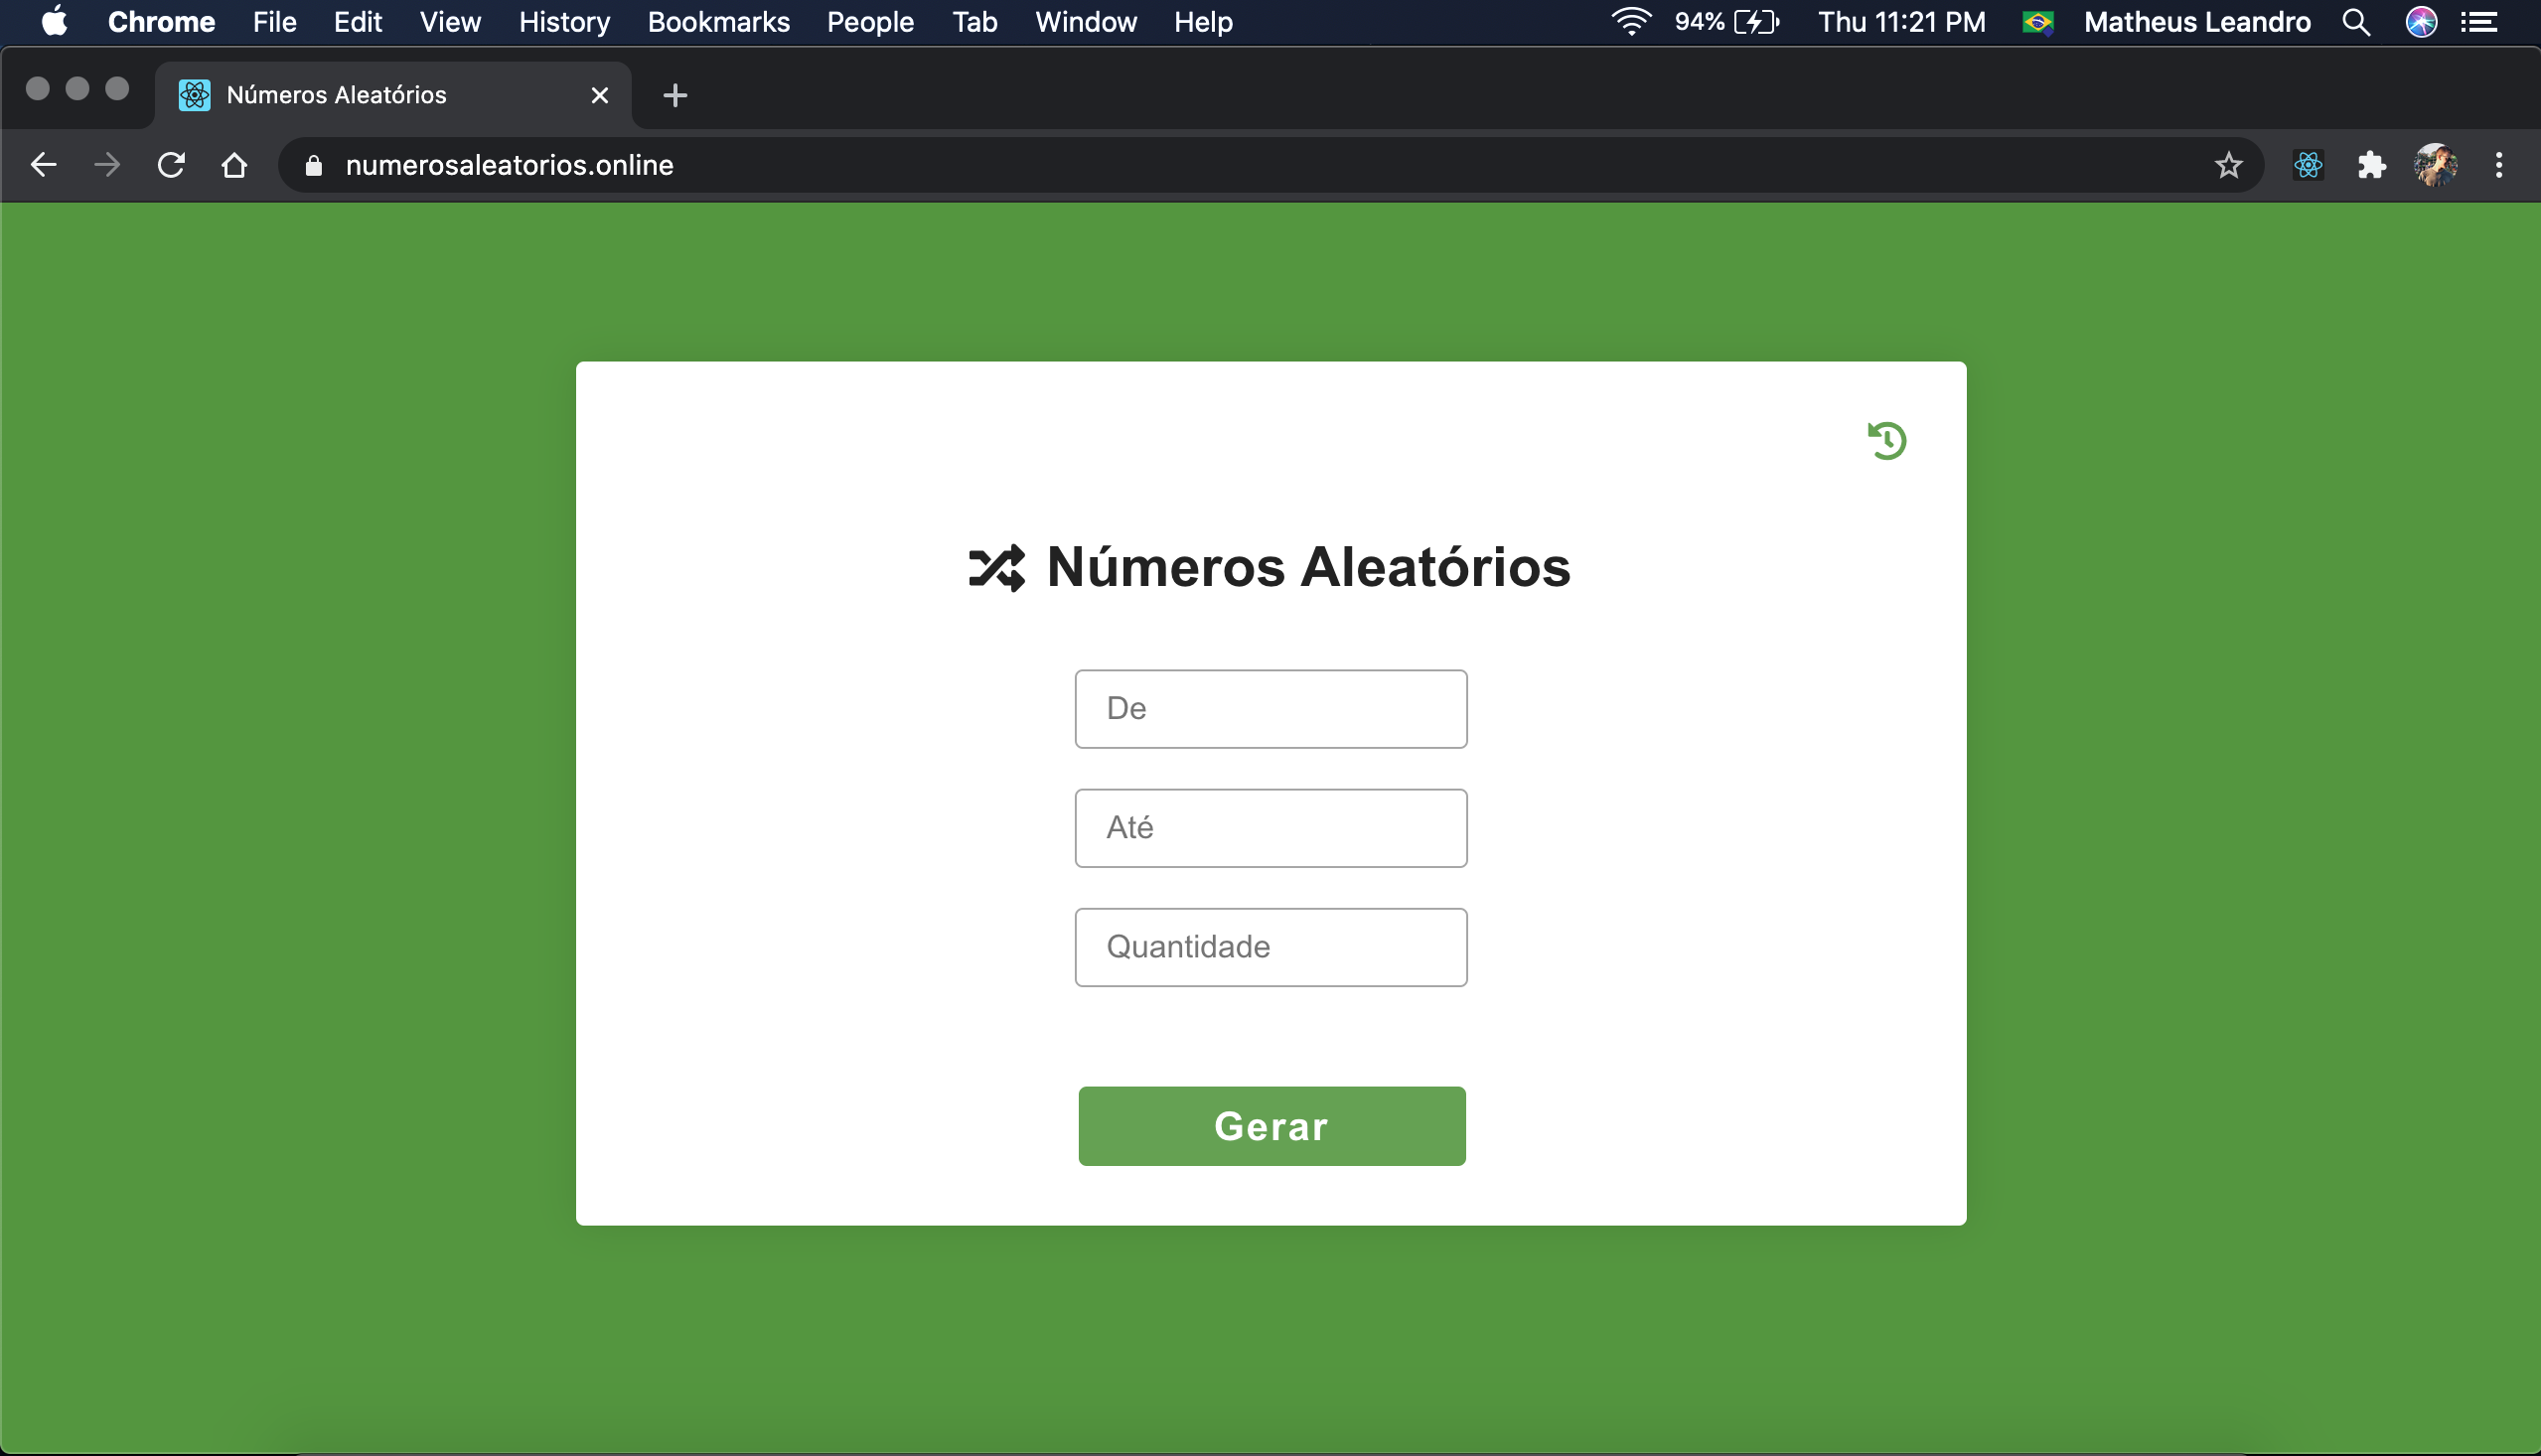 Chrome File Edit View History Bookmarks People Tab Window Help 94% Thu 11:21 PM Matheus Leandro
Números Aleatórios
numerosaleatorios.online
Números Aleatórios
De
Até
Quantidade
Gerar